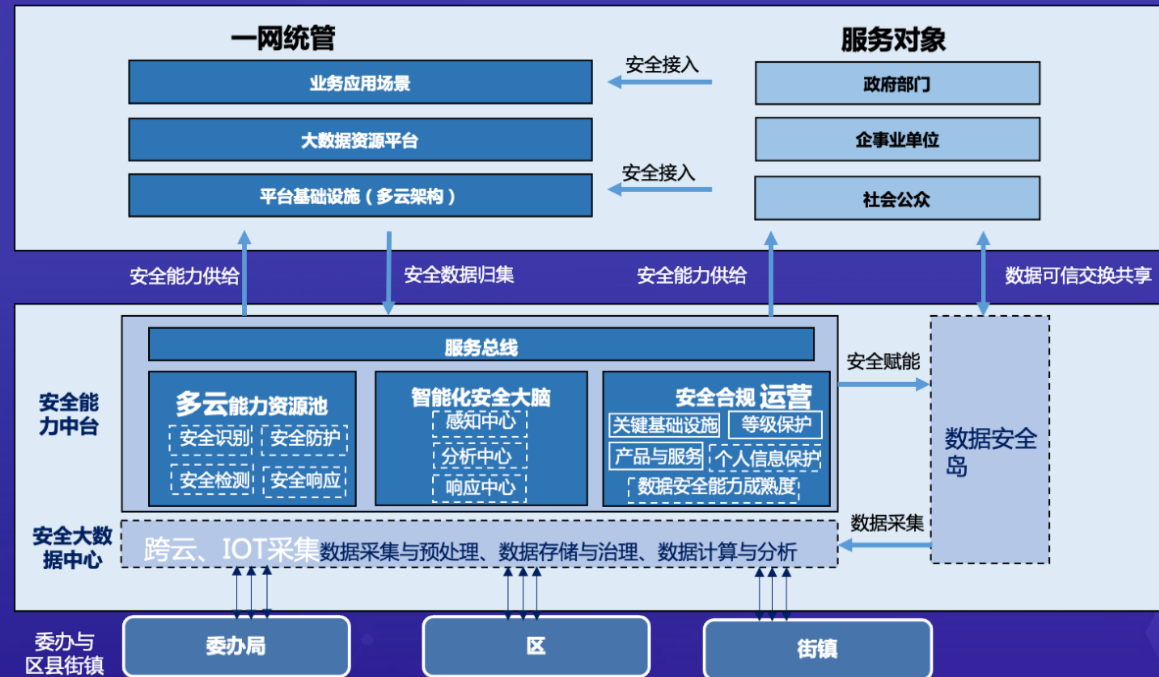 一网统管
服务对象
业务应用场景
安全接入
政府部门
大数据资源平台
企事业单位
平台基础设施（多云架构）
安全接入
社会公众
安全能力供给
安全数据归集
安全能力供给
数据可信交换共享
安全能
力中台
服务总线
多云能力资源池
安全识别
安全防护
安全检测
安全响应
智能化安全大脑
感知中心
分析中心
响应中心
安全合规 运营
关键基础设施
等级保护
产品与服务
个人信息保护
数据安全能力成熟度
安全赋能
数据安全
岛
数据采集
安全大数
据中心
跨云、IOT采集数据采集与预处理、数据存储与治理、数据计算与分析
委办与
区县街镇
委办局
区
街镇